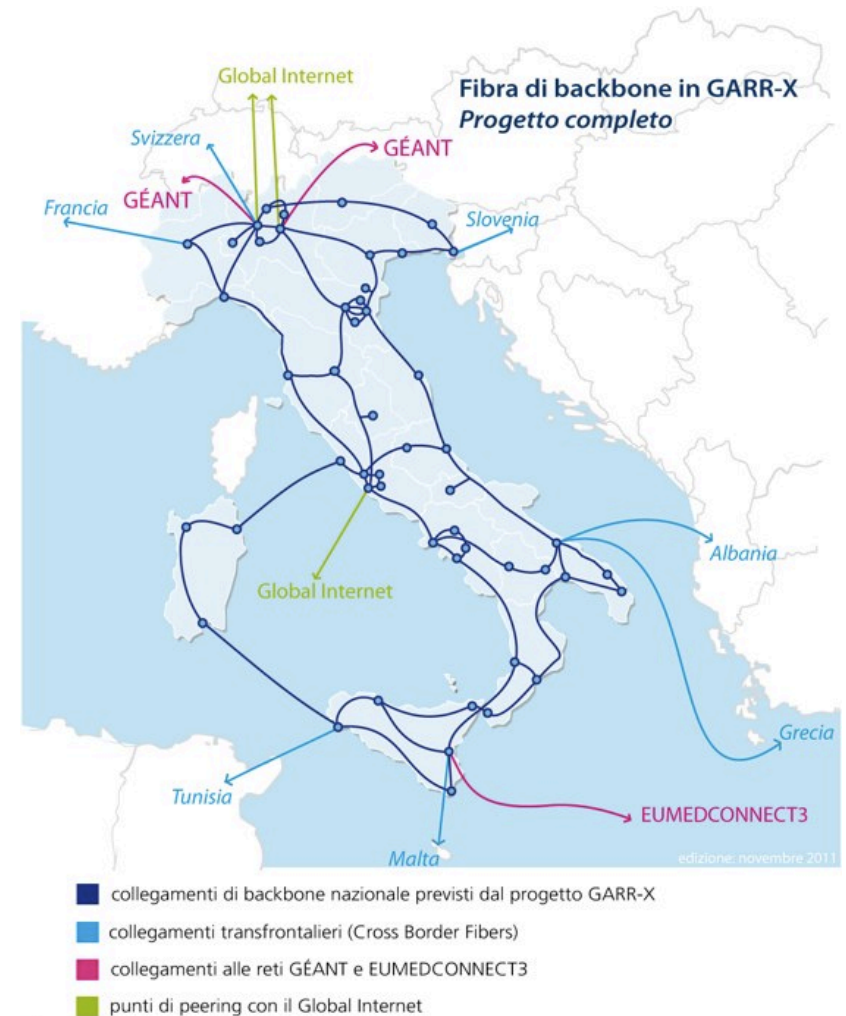 Global Internet
Fibra di backbone in GARR-X
Progetto completo
Svizzera
GÉANT
GÉANT
Francia
Slovenia
Albania
Global Internet
Grecia
Tunisia
EUMEDCONNECT3
Malta
edizione: novembre 2011
collegamenti di backbone nazionale previsti dal progetto GARR-X
collegamenti transfrontalieri (Cross Border Fibers)
collegamenti alle reti GÉANT e EUMEDCONNECT3
punti di peering con il Global Internet